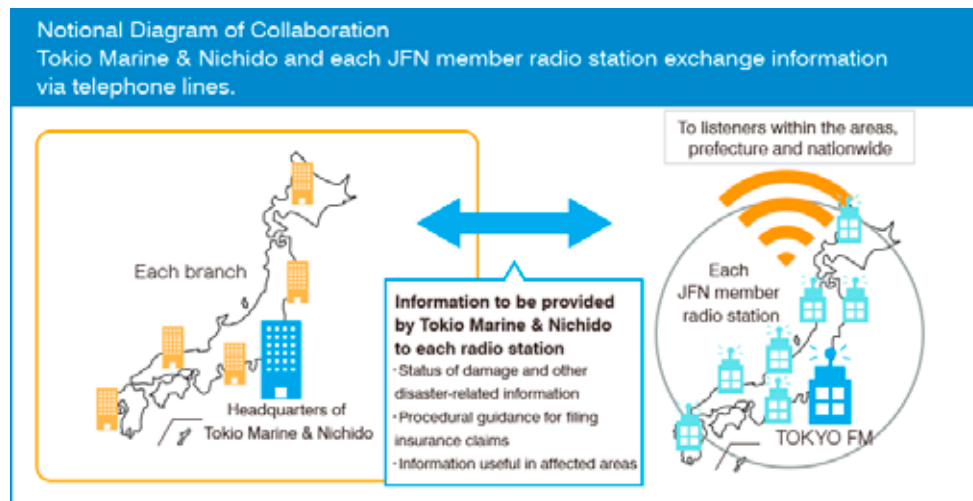 Notional Diagram of Collaboration
Tokio Marine & Nichido and each JFN member radio station exchange information
via telephone lines.
To listeners within the areas,
prefecture and nationwide
Each branch
Headquarters of
Tokio Marine & Nichido
Information to be provided
by Tokio Marine & Nichido
to each radio station
・Status of damage and other
disaster-related information
・Procedural guidance for filing
insurance claims
・Information useful in affected areas
Each
JFN member
radio station
TOKYO FM